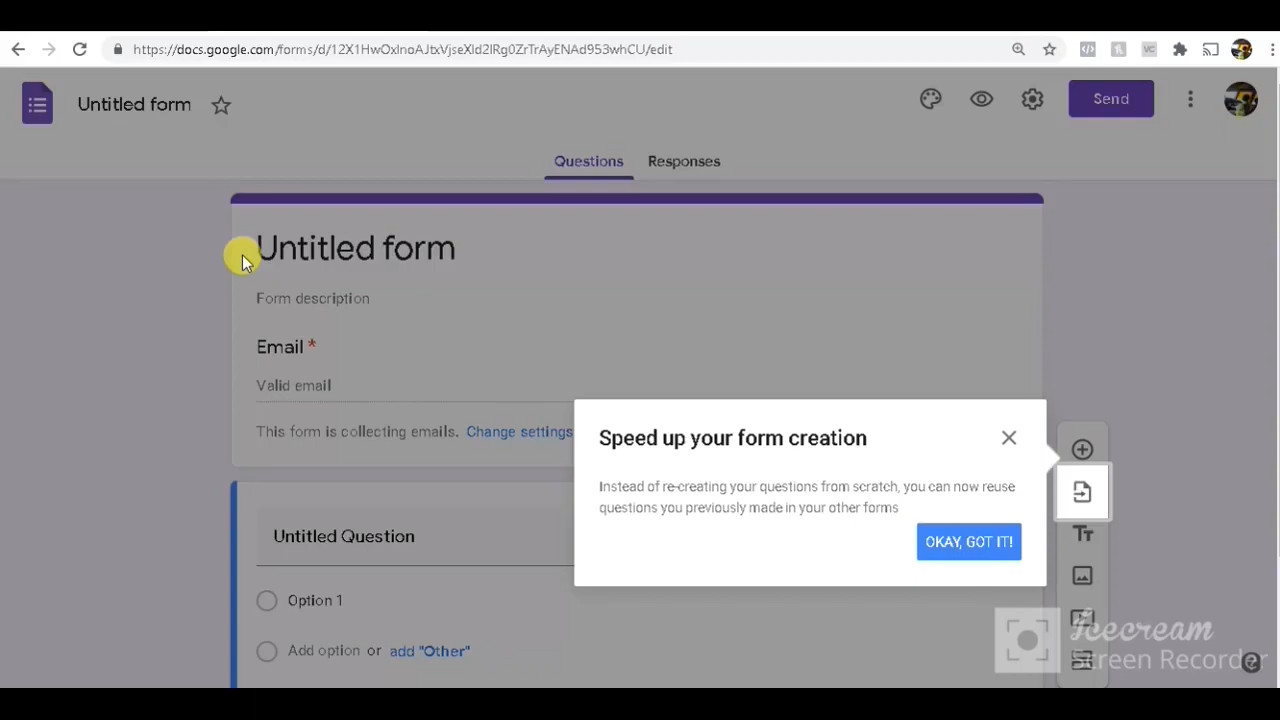 https://docs.google.com/forms/d/12X1HwOxlnoAJtxVjseXld2lRg0ZrTrAyENAd953whCU/edit
Untitled form
Send
Questions
Responses
Untitled form
Form description
Email *
Valid email
This form is collecting emails. Change settings
Speed up your form creation
Instead of re-creating your questions from scratch, you can now reuse
questions you previously made in your other forms
OKAY, GOT IT!
Untitled Question
Option 1
Add option or add "Other"
Icecream
Screen Recorder